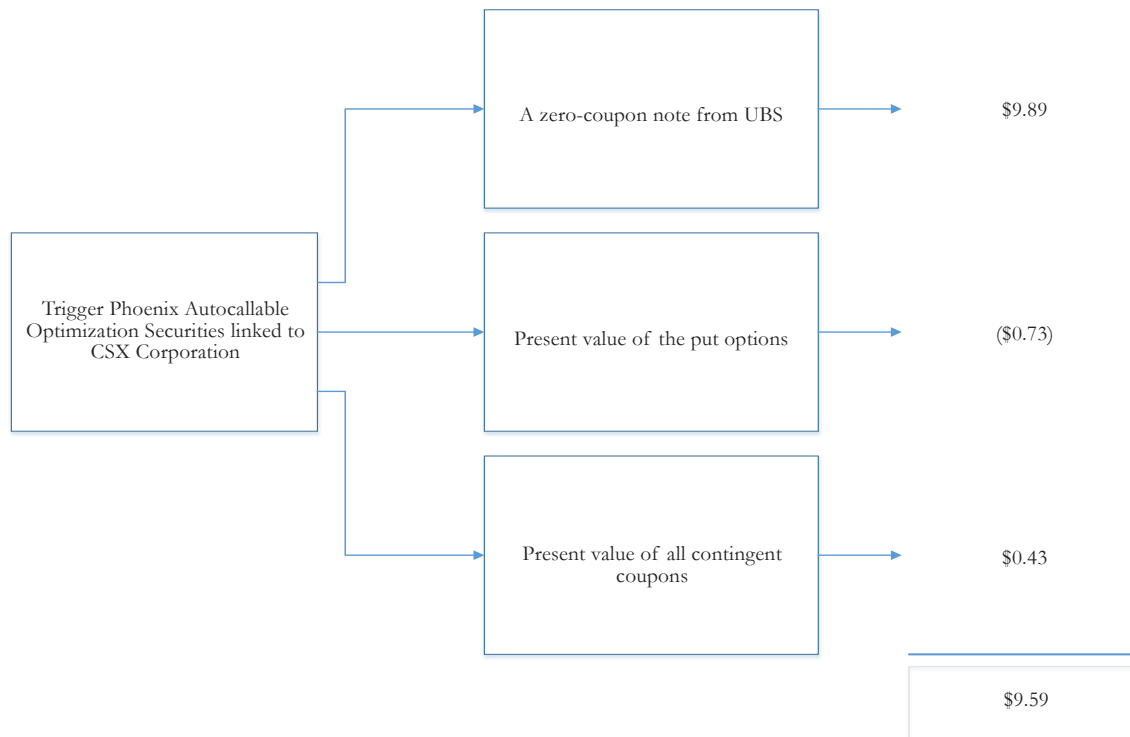 A zero-coupon note from UBS
$9.89
Trigger Phoenix Autocallable
Optimization Securities linked to
CSX Corporation
Present value of the put options
($0.73)
Present value of all contingent
coupons
$0.43
$9.59